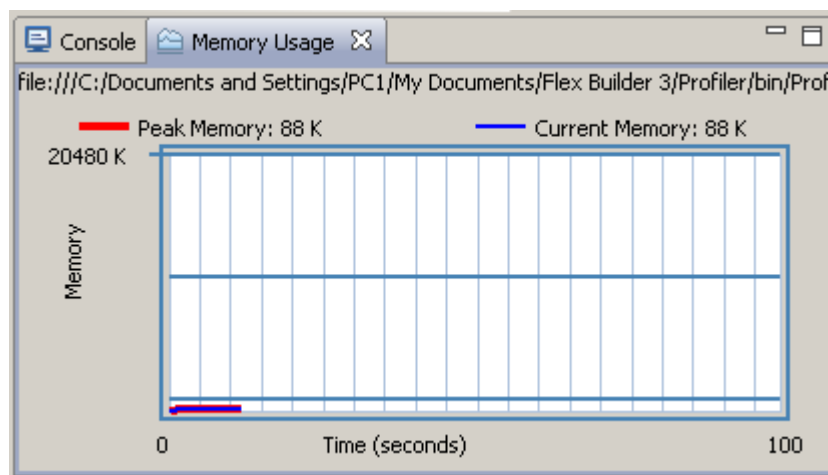 Console Memory Usage
file:///C:/Documents and Settings/PC1/My Documents/Flex Builder 3/Profiler/bin/Prof
Peak Memory: 88 K Current Memory: 88 K
20480 K
Memory
0 Time (seconds) 100